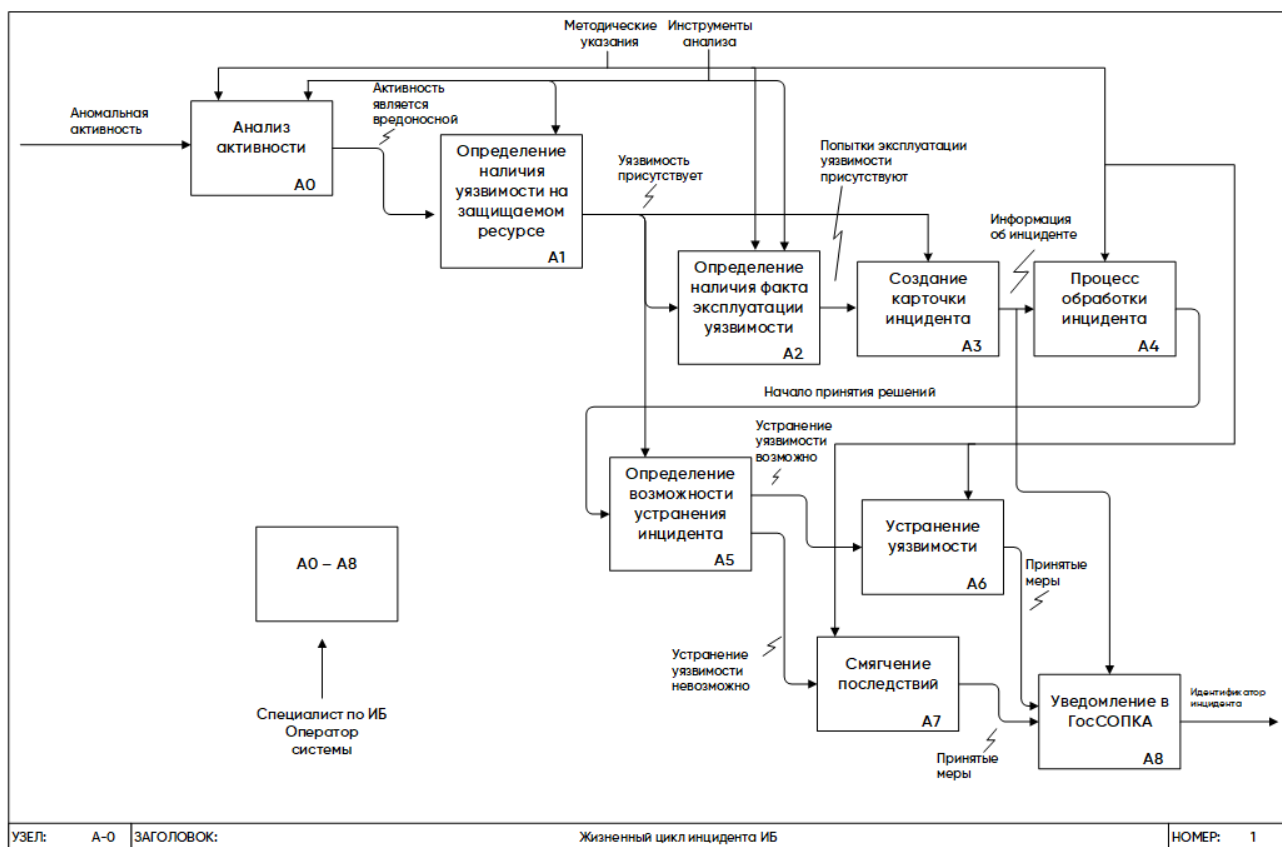 Методические
указания
Инструменты
анализа
Аномальная
активность
Анализ
активности
A0
Активность
является
вредоносной
Определение
наличия
уязвимости на
защищаемом
ресурсе
A1
Уязвимость
присутствует
Определение
наличия факта
эксплуатации
уязвимости
A2
Попытки эксплуатации
уязвимости
присутствуют
Создание
карточки
инцидента
A3
Информация
об инциденте
Процесс
обработки
инцидента
A4
Начало принятия решений
Определение
возможности
устранения
инцидента
A5
Устранение
уязвимости
возможно
Устранение
уязвимости
A6
Принятые
меры
Устранение
уязвимости
невозможно
Смягчение
последствий
A7
Принятые
меры
Уведомление в
ГосСОПКА
A8
Идентификатор
инцидента
A0 – A8
Специалист по ИБ
Оператор
системы
УЗЕЛ: A-0 ЗАГОЛОВОК: Жизненный цикл инцидента ИБ НОМЕР: 1